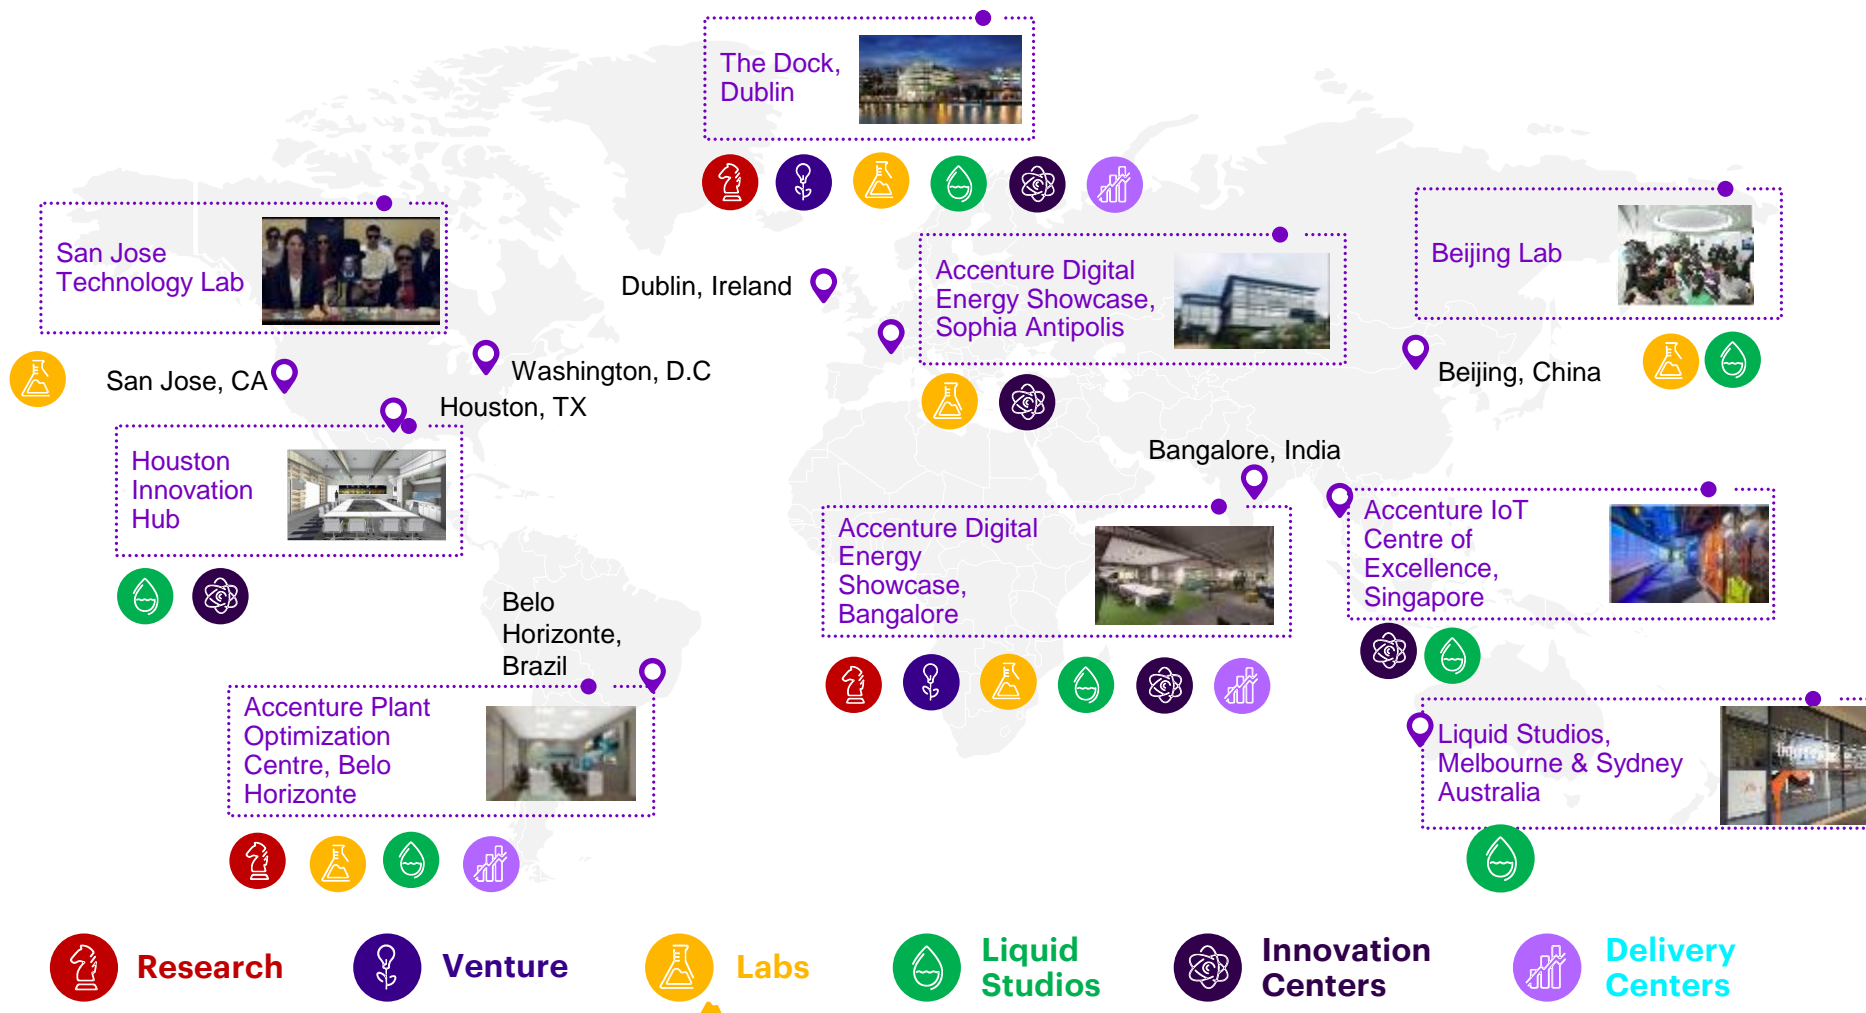 The Dock,
Dublin
San Jose
Technology Lab
Dublin, Ireland
Accenture Digital
Energy Showcase,
Sophia Antipolis
Beijing Lab
San Jose, CA
Washington, D.C
Houston, TX
Beijing, China
Houston
Innovation
Hub
Bangalore, India
Accenture Digital
Energy
Showcase,
Bangalore
Accenture IoT
Centre of
Excellence,
Singapore
Belo
Horizonte,
Brazil
Accenture Plant
Optimization
Centre, Belo
Horizonte
Liquid Studios,
Melbourne & Sydney
Australia
Research
Venture
Labs
Liquid
Studios
Innovation
Centers
Delivery
Centers